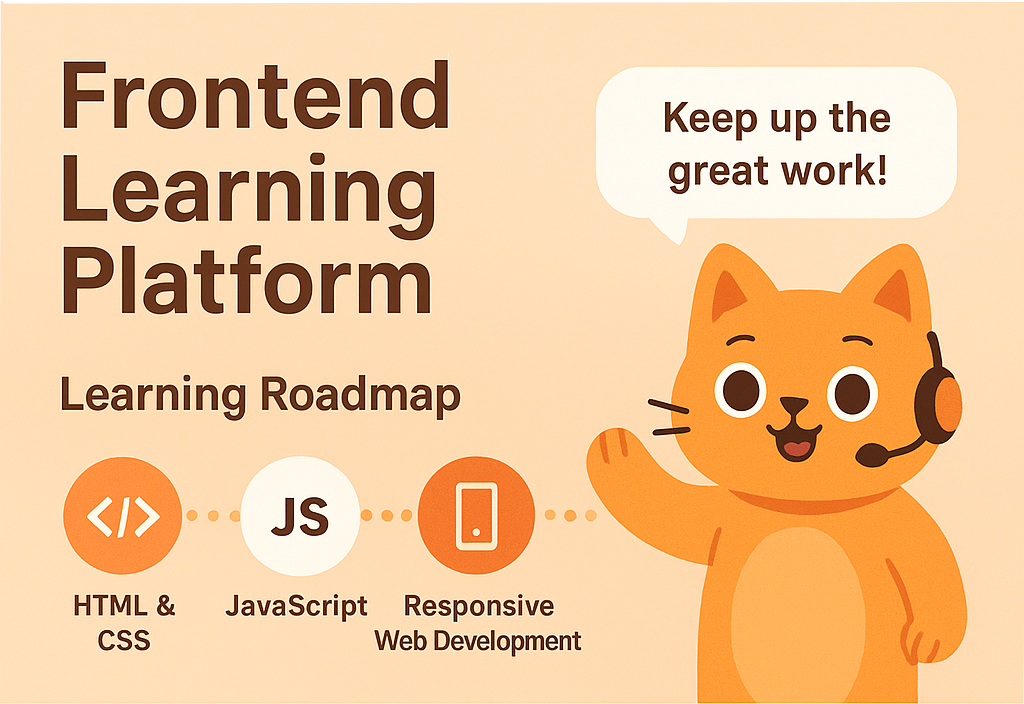 Frontend
Learning
Platform
Keep up the
great work!
Learning Roadmap
</>
JS
HTML &
CSS
JavaScript
Responsive
Web Development